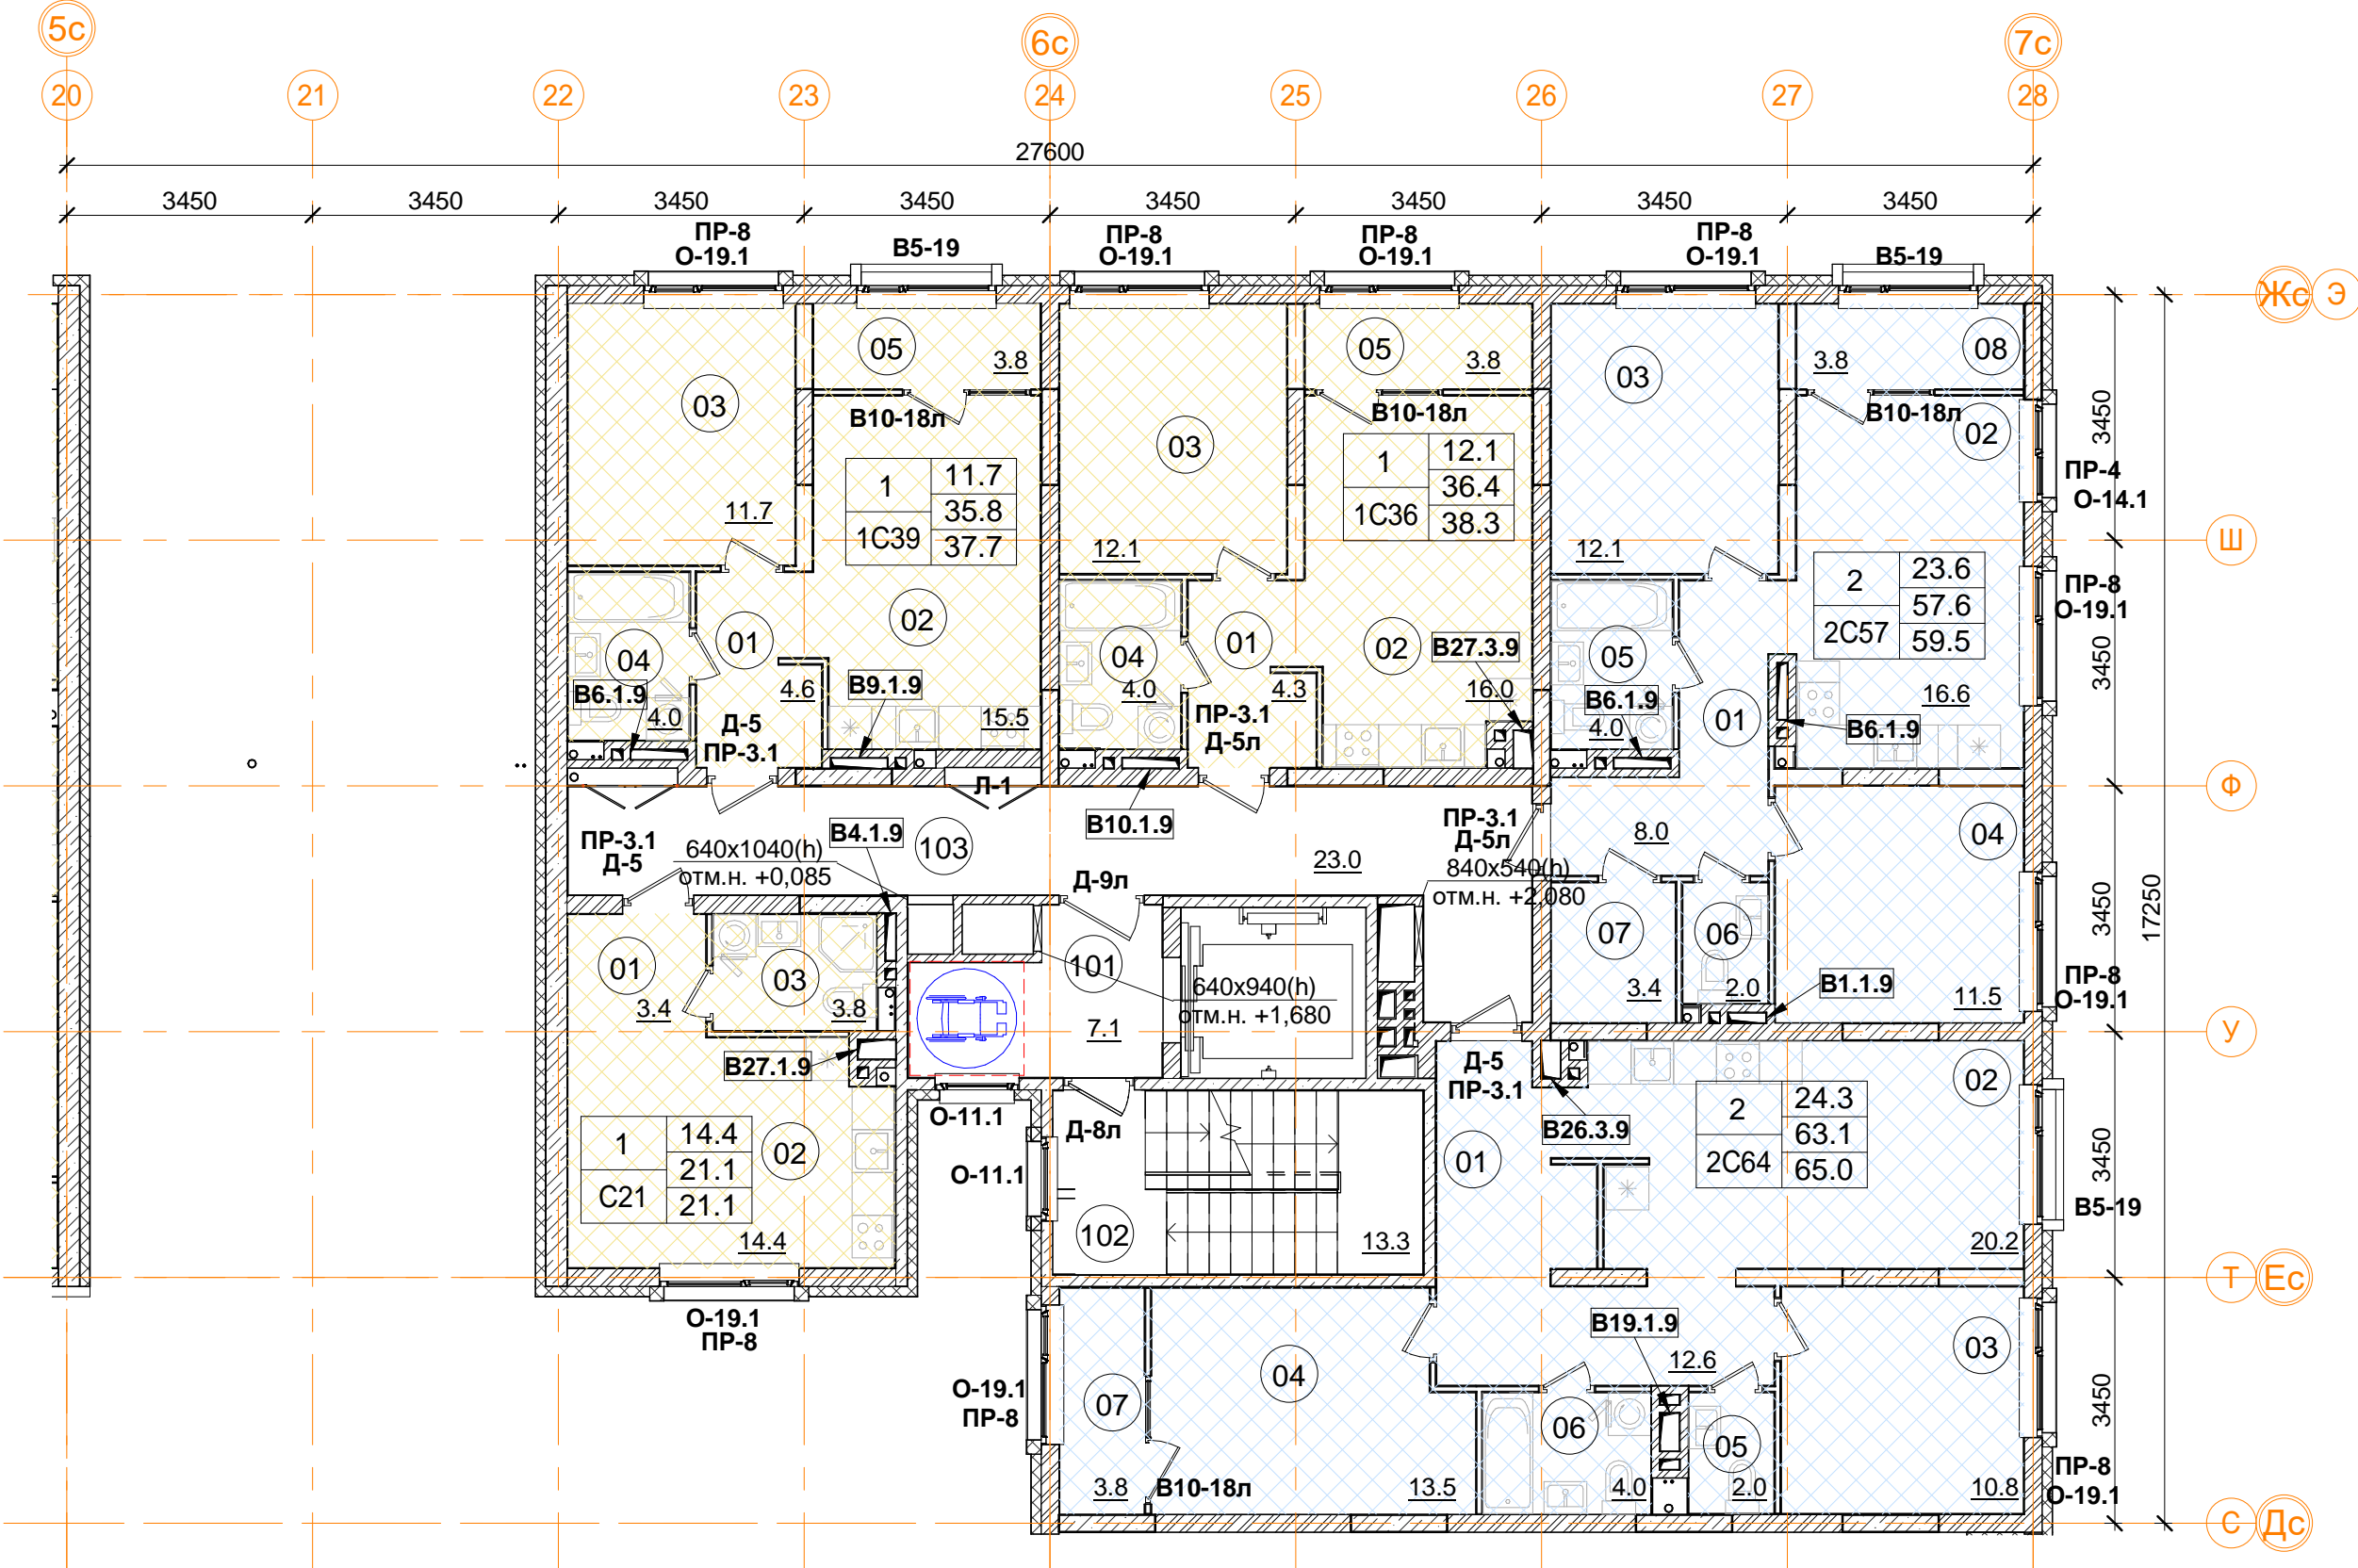 5с
6с
7с
20
21
22
23
24
25
26
27
28
27600
3450
3450
3450
3450
3450
3450
3450
3450
ПР-8
О-19.1
В5-19
ПР-8
О-19.1
ПР-8
О-19.1
ПР-8
О-19.1
В5-19
Жс
Э
05
3.8
05
3.8
03
3.8
08
03
03
В10-18л
В10-18л
В10-18л
02
3450
ПР-4
О-14.1
1
11.7
35.8
1С39
37.7
1
12.1
36.4
1С36
38.3
11.7
12.1
12.1
Ш
2
23.6
57.6
2С57
59.5
ПР-8
О-19.1
04
01
02
04
01
02
В27.3.9
05
3450
В6.1.9
4.0
4.6
В9.1.9
15.5
4.0
4.3
16.0
В6.1.9
4.0
01
16.6
В6.1.9
Д-5
ПР-3.1
ПР-3.1
Д-5л
Л-1
Ф
ПР-3.1
Д-5
В4.1.9
103
В10.1.9
ПР-3.1
Д-5л
8.0
04
640х1040(h)
отм.н. +0,085
23.0
840х540(h)
отм.н. +2,080
Д-9л
3450
17250
01
03
101
07
06
3.4
3.8
640х940(h)
отм.н. +1,680
7.1
3.4
2.0
В1.1.9
11.5
ПР-8
О-19.1
У
В27.1.9
Д-5
ПР-3.1
02
О-11.1
Д-8л
В26.3.9
2
24.3
63.1
2С64
65.0
1
14.4
21.1
С21
21.1
02
О-11.1
01
3450
В5-19
14.4
102
13.3
20.2
Т
Ес
О-19.1
ПР-8
В19.1.9
03
12.6
О-19.1
ПР-8
07
04
06
05
3450
3.8
В10-18л
13.5
4.0
2.0
10.8
ПР-8
О-19.1
С
Дс